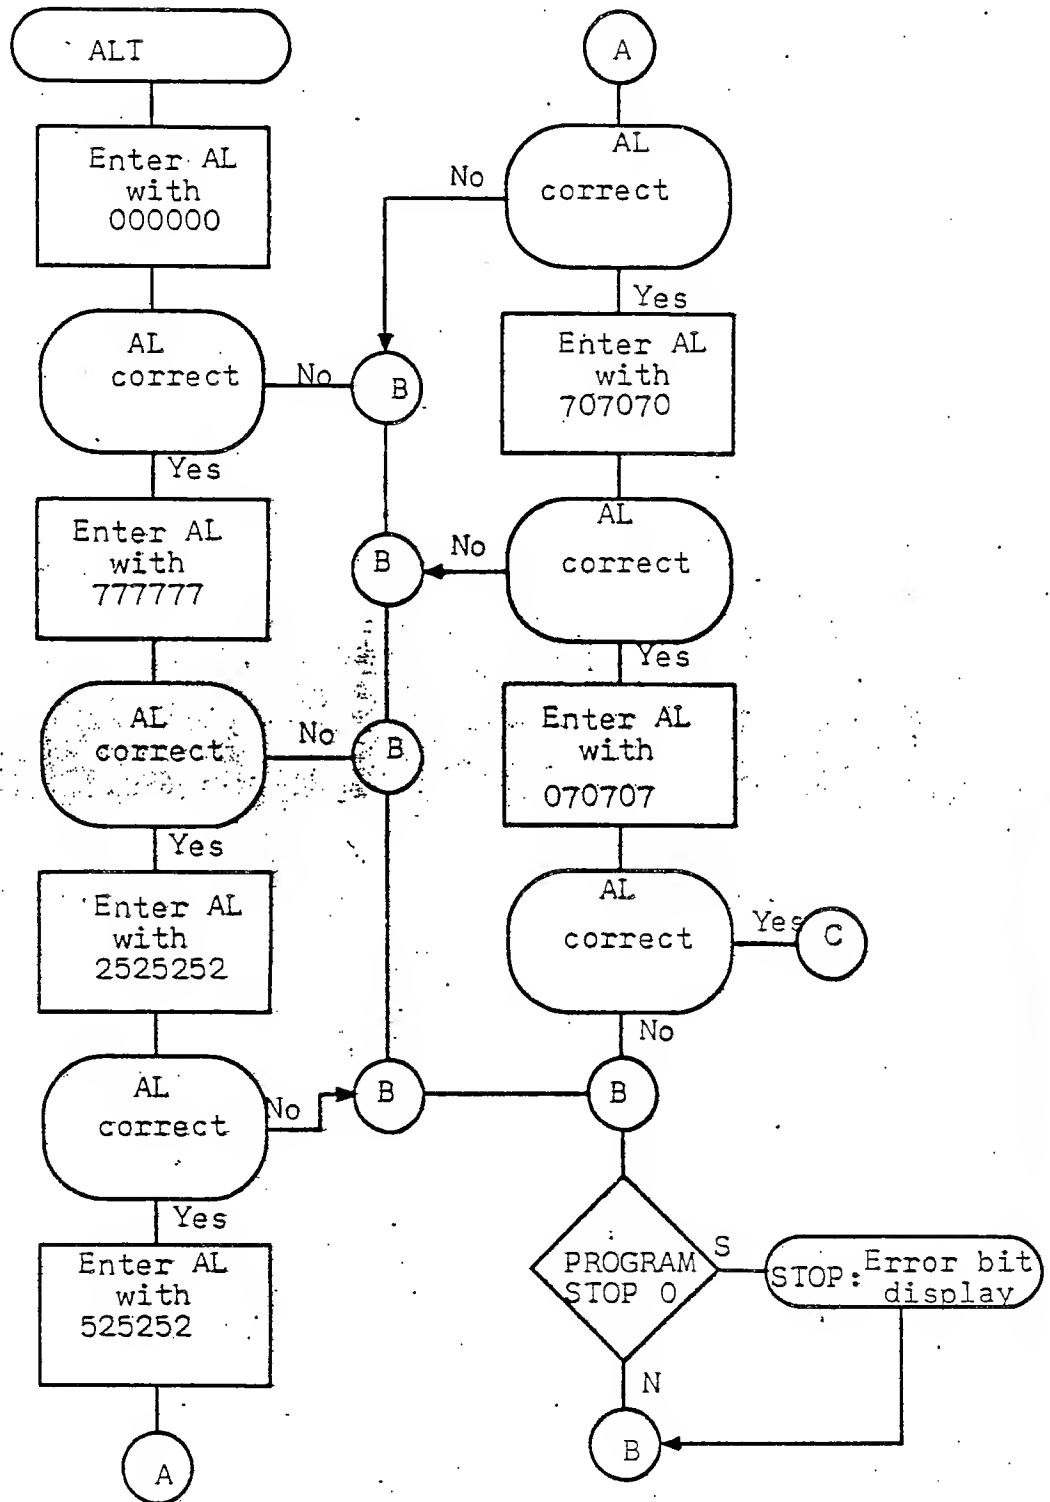 ALT
Enter AL
with
000000
AL
correct
No
B
Yes
Enter AL
with
777777
B
AL
correct
No
B
Yes
Enter AL
with
2525252
AL
correct
No
B
Yes
Enter AL
with
525252
A
A
AL
correct
No
Yes
Enter AL
with
707070
AL
correct
No
Yes
Enter AL
with
070707
AL
correct
Yes
C
No
B
PROGRAM
STOP 0
S
STOP: Error bit
display
N
B